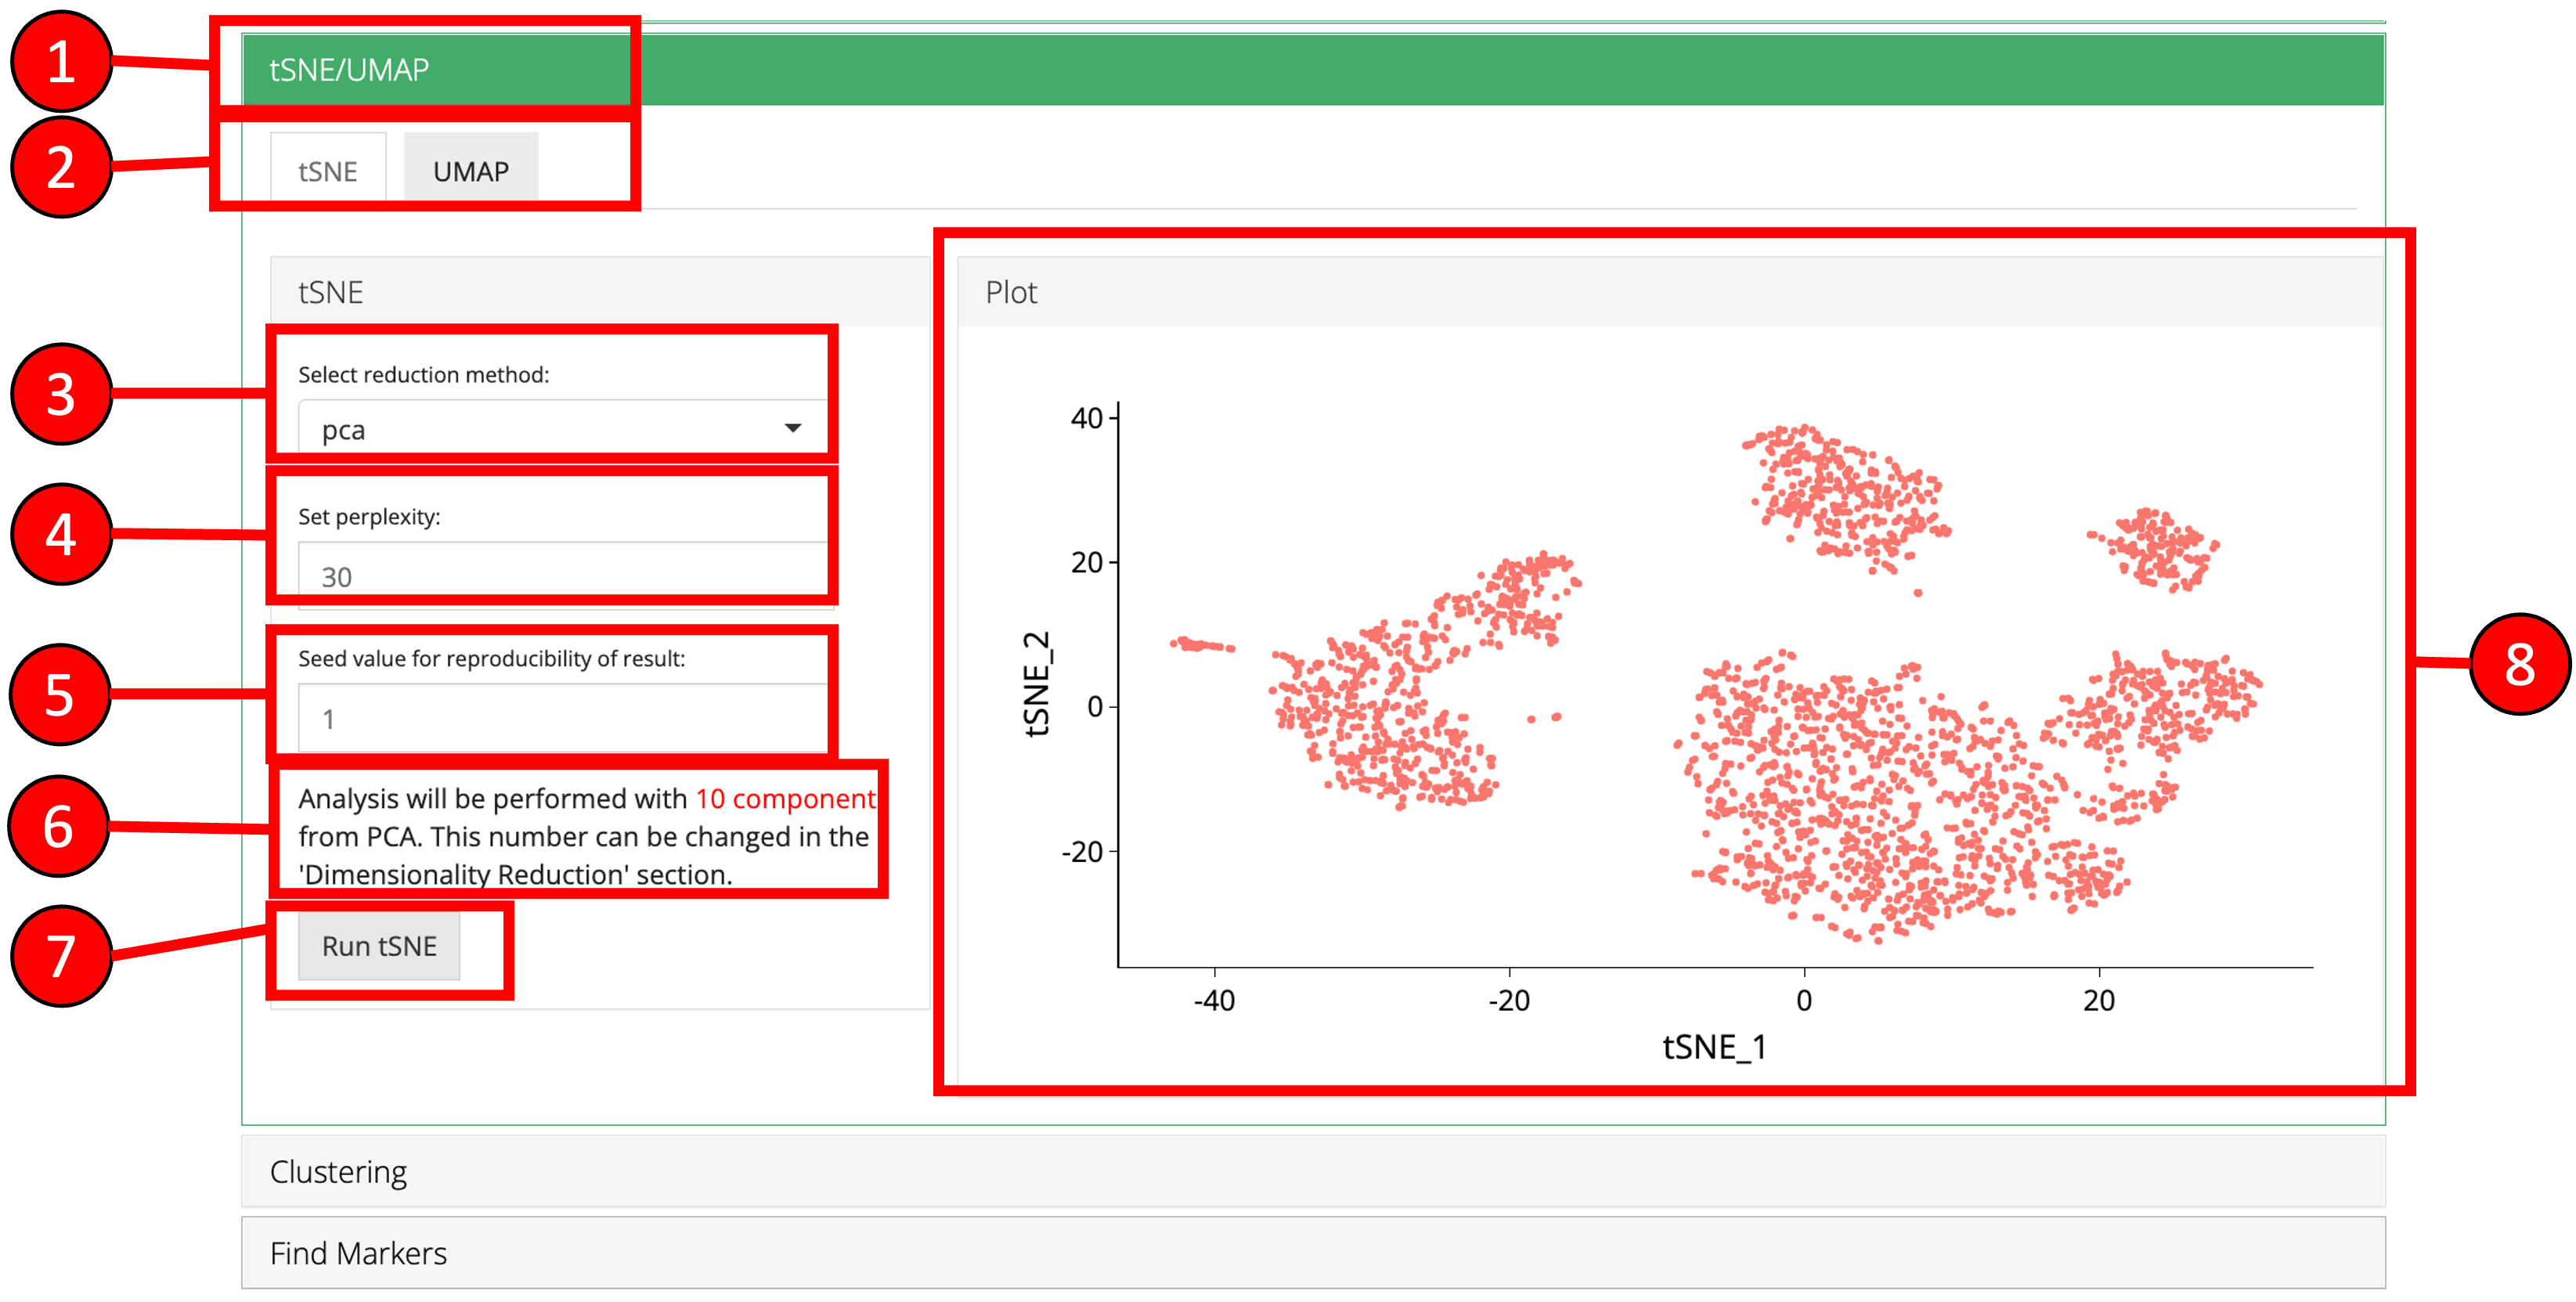 1
tSNE/UMAP
2
tSNE UMAP
tSNE
Plot
3
Select reduction method:
pca
4
Set perplexity:
30
5
Seed value for reproducibility of result:
1
6
Analysis will be performed with 10 component
from PCA. This number can be changed in the
'Dimensionality Reduction' section.
7
Run tSNE
40
20
0
-20
tSNE_2
-40 -20 0 20
tSNE_1
8
Clustering
Find Markers